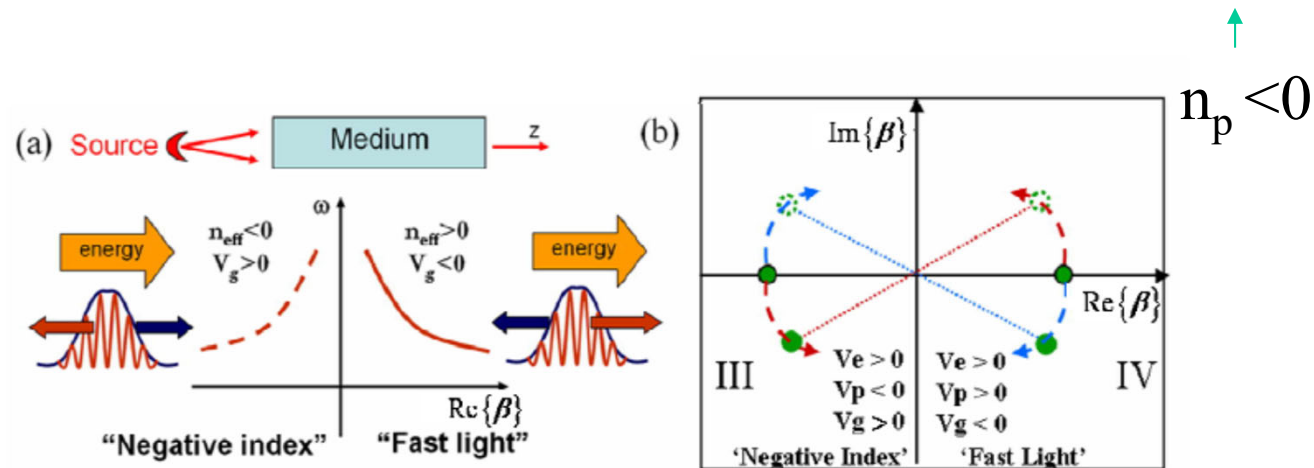 n_p <0
(a) Source Medium z
ω
n_eff<0
V_g>0
n_eff>0
V_g<0
energy
energy
Re{β}
“Negative index” “Fast light”
(b)
Im{β}
Re{β}
III
Ve > 0
Vp < 0
Vg > 0
Ve > 0
Vp > 0
Vg < 0
IV
‘Negative Index’ ‘Fast Light’